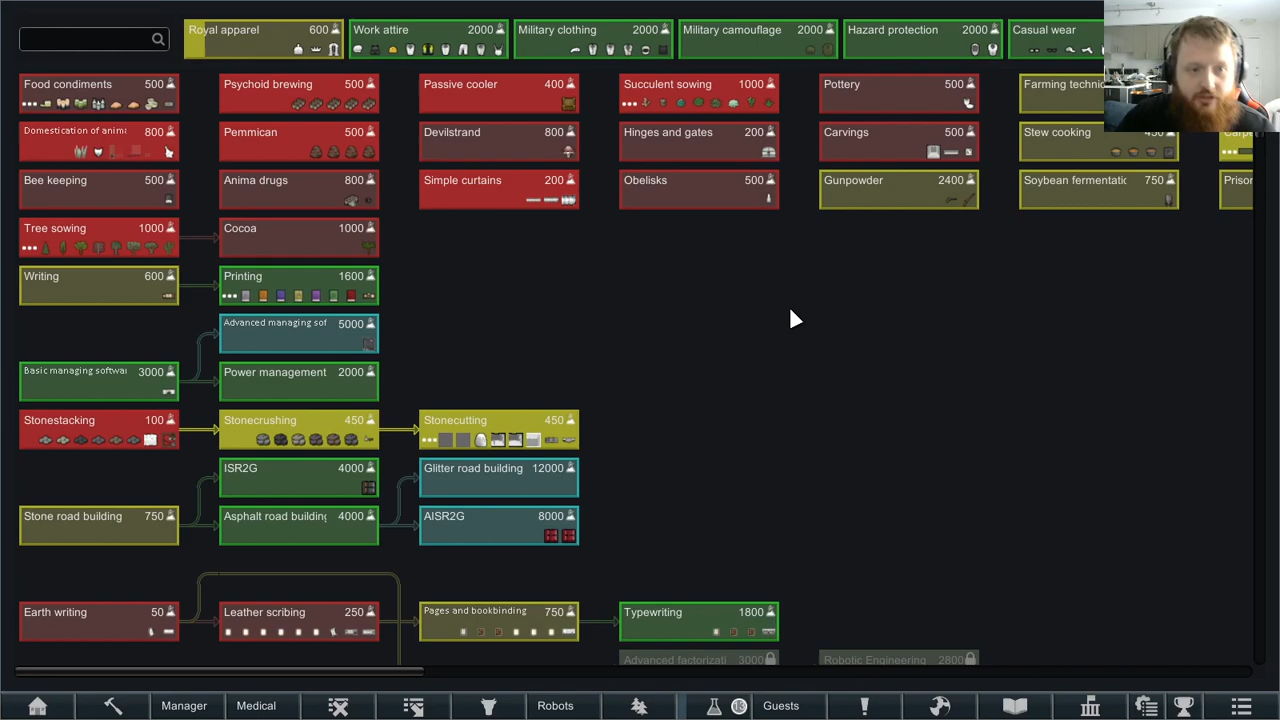 Royal apparel 600
Work attire 2000
Military clothing 2000
Military camouflage 2000
Hazard protection 2000
Casual wear
Food condiments 500
Psychoid brewing 500
Passive cooler 400
Succulent sowing 1000
Pottery 500
Farming techniq
Domestication of anima 800
Pemmican 500
Devilstrand 800
Hinges and gates 200
Carvings 500
Stew cooking 450
Bee keeping 500
Anima drugs 800
Simple curtains 200
Obelisks 500
Gunpowder 2400
Soybean fermentatic 750
Prison
Tree sowing 1000
Cocoa 1000
Writing 600
Printing 1600
Advanced managing sof 5000
Basic managing softwar 3000
Power management 2000
Stonestacking 100
Stonecrushing 450
Stonecutting 450
ISR2G 4000
Glitter road building 12000
Stone road building 750
Asphalt road building 4000
AISR2G 8000
Earth writing 50
Leather scribing 250
Pages and bookbinding 750
Typewriting 1800
Advanced factorizati 3000
Robotic Engineering 2800
Manager
Medical
Robots
Guests